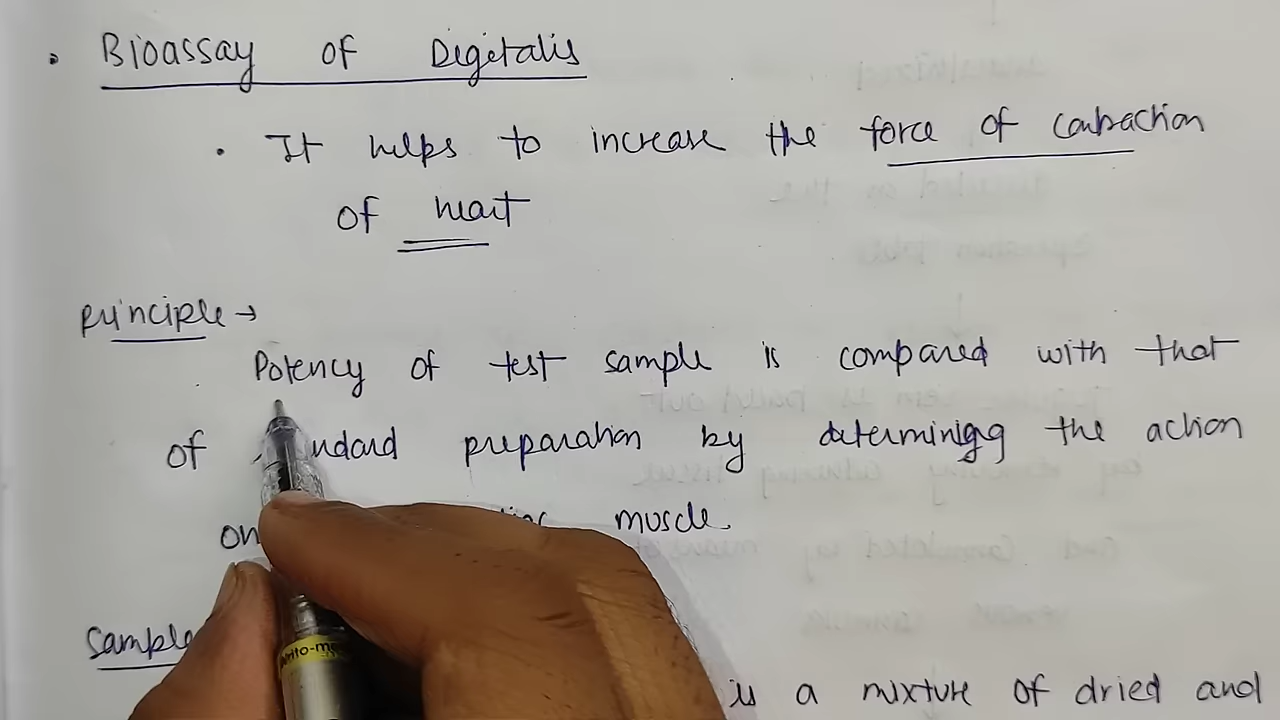 • Bioassay of Digitalis
• It helps to increase the force of contraction
of heart
Principle →
Potency of test sample is compared with that
of ndard preparation by determining the action
on muscle.
Sample
is a mixture of dried and